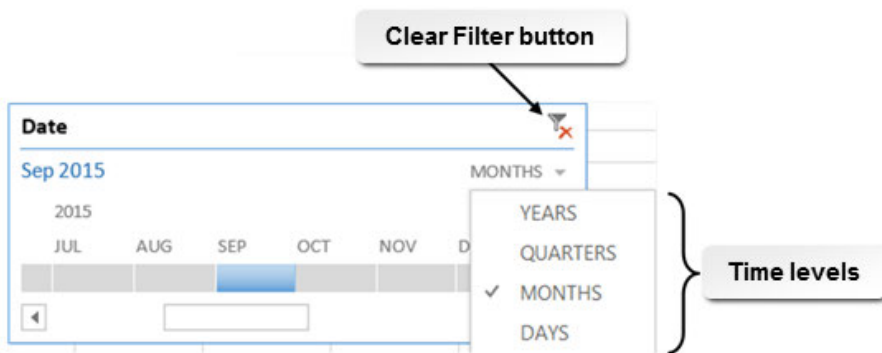 Clear Filter button
Date
Sep 2015
MONTHS
2015
JUL AUG SEP OCT NOV D
YEARS
QUARTERS
MONTHS
DAYS
Time levels